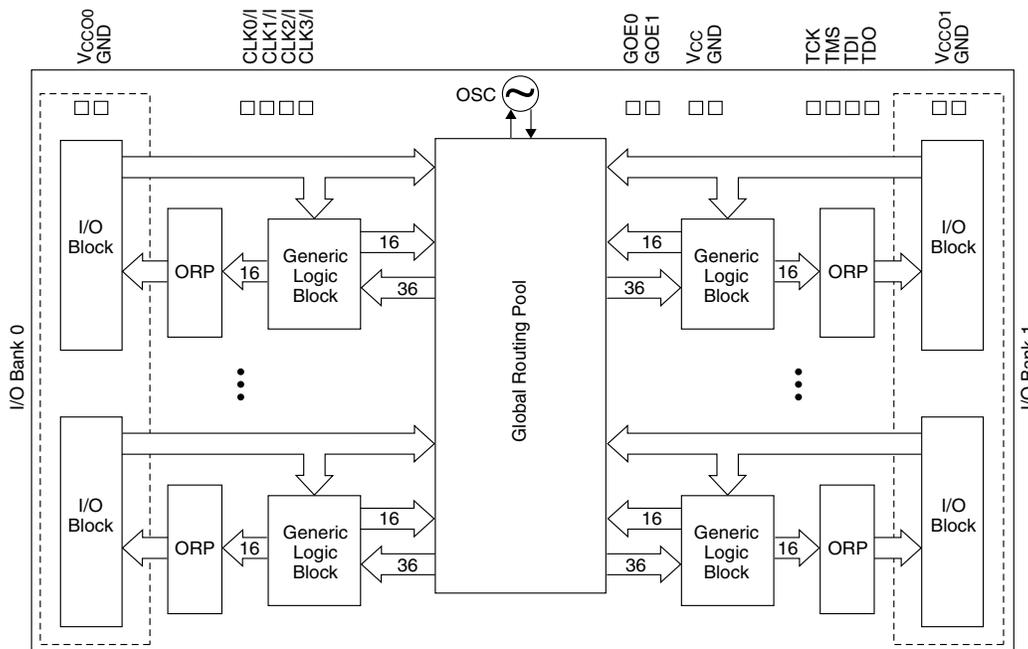 VCCO0
GND
CLK0/I
CLK1/I
CLK2/I
CLK3/I
GOE0
GOE1
VCC
GND
TCK
TMS
TDI
TDO
VCCO1
GND
OSC
I/O Bank 0
I/O
Block
ORP
16
Generic
Logic
Block
16
36
Global Routing Pool
16
36
Generic
Logic
Block
16
ORP
I/O
Block
I/O Bank 1
I/O
Block
ORP
16
Generic
Logic
Block
16
36
16
36
Generic
Logic
Block
16
ORP
I/O
Block